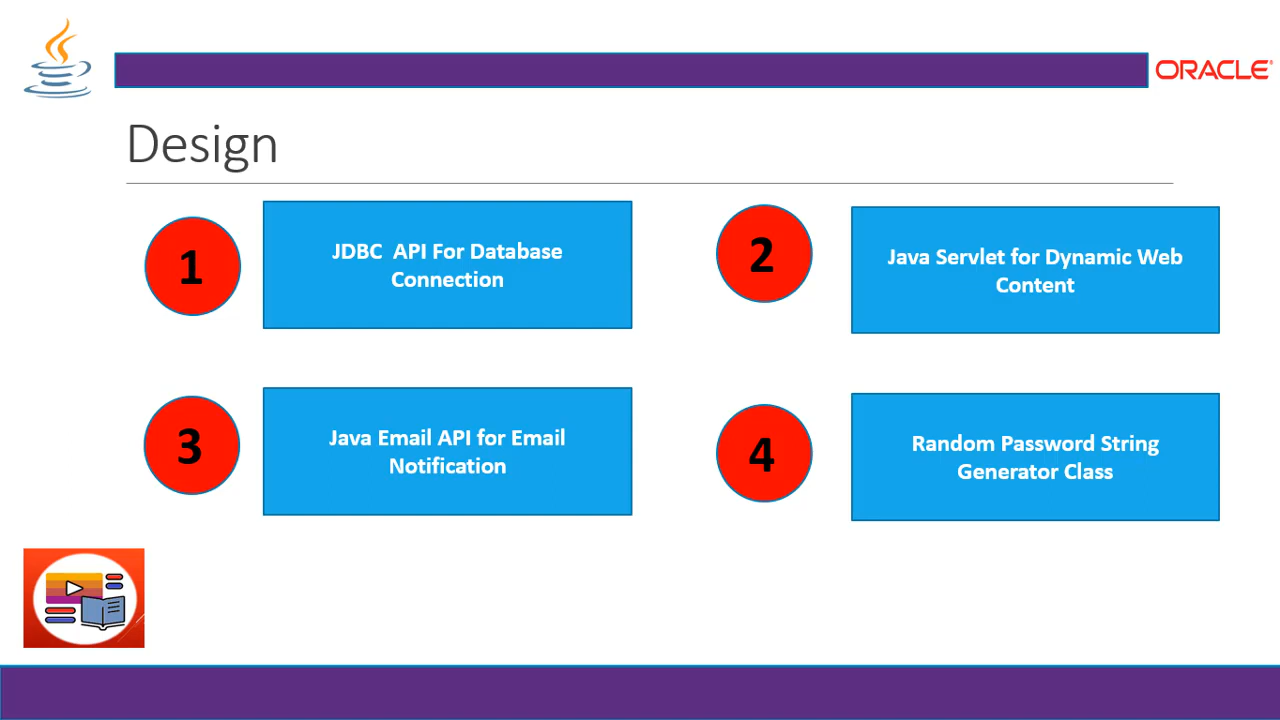 ORACLE
Design
1
JDBC  API For Database
Connection
2
Java Servlet for Dynamic Web
Content
3
Java Email API for Email
Notification
4
Random Password String
Generator Class